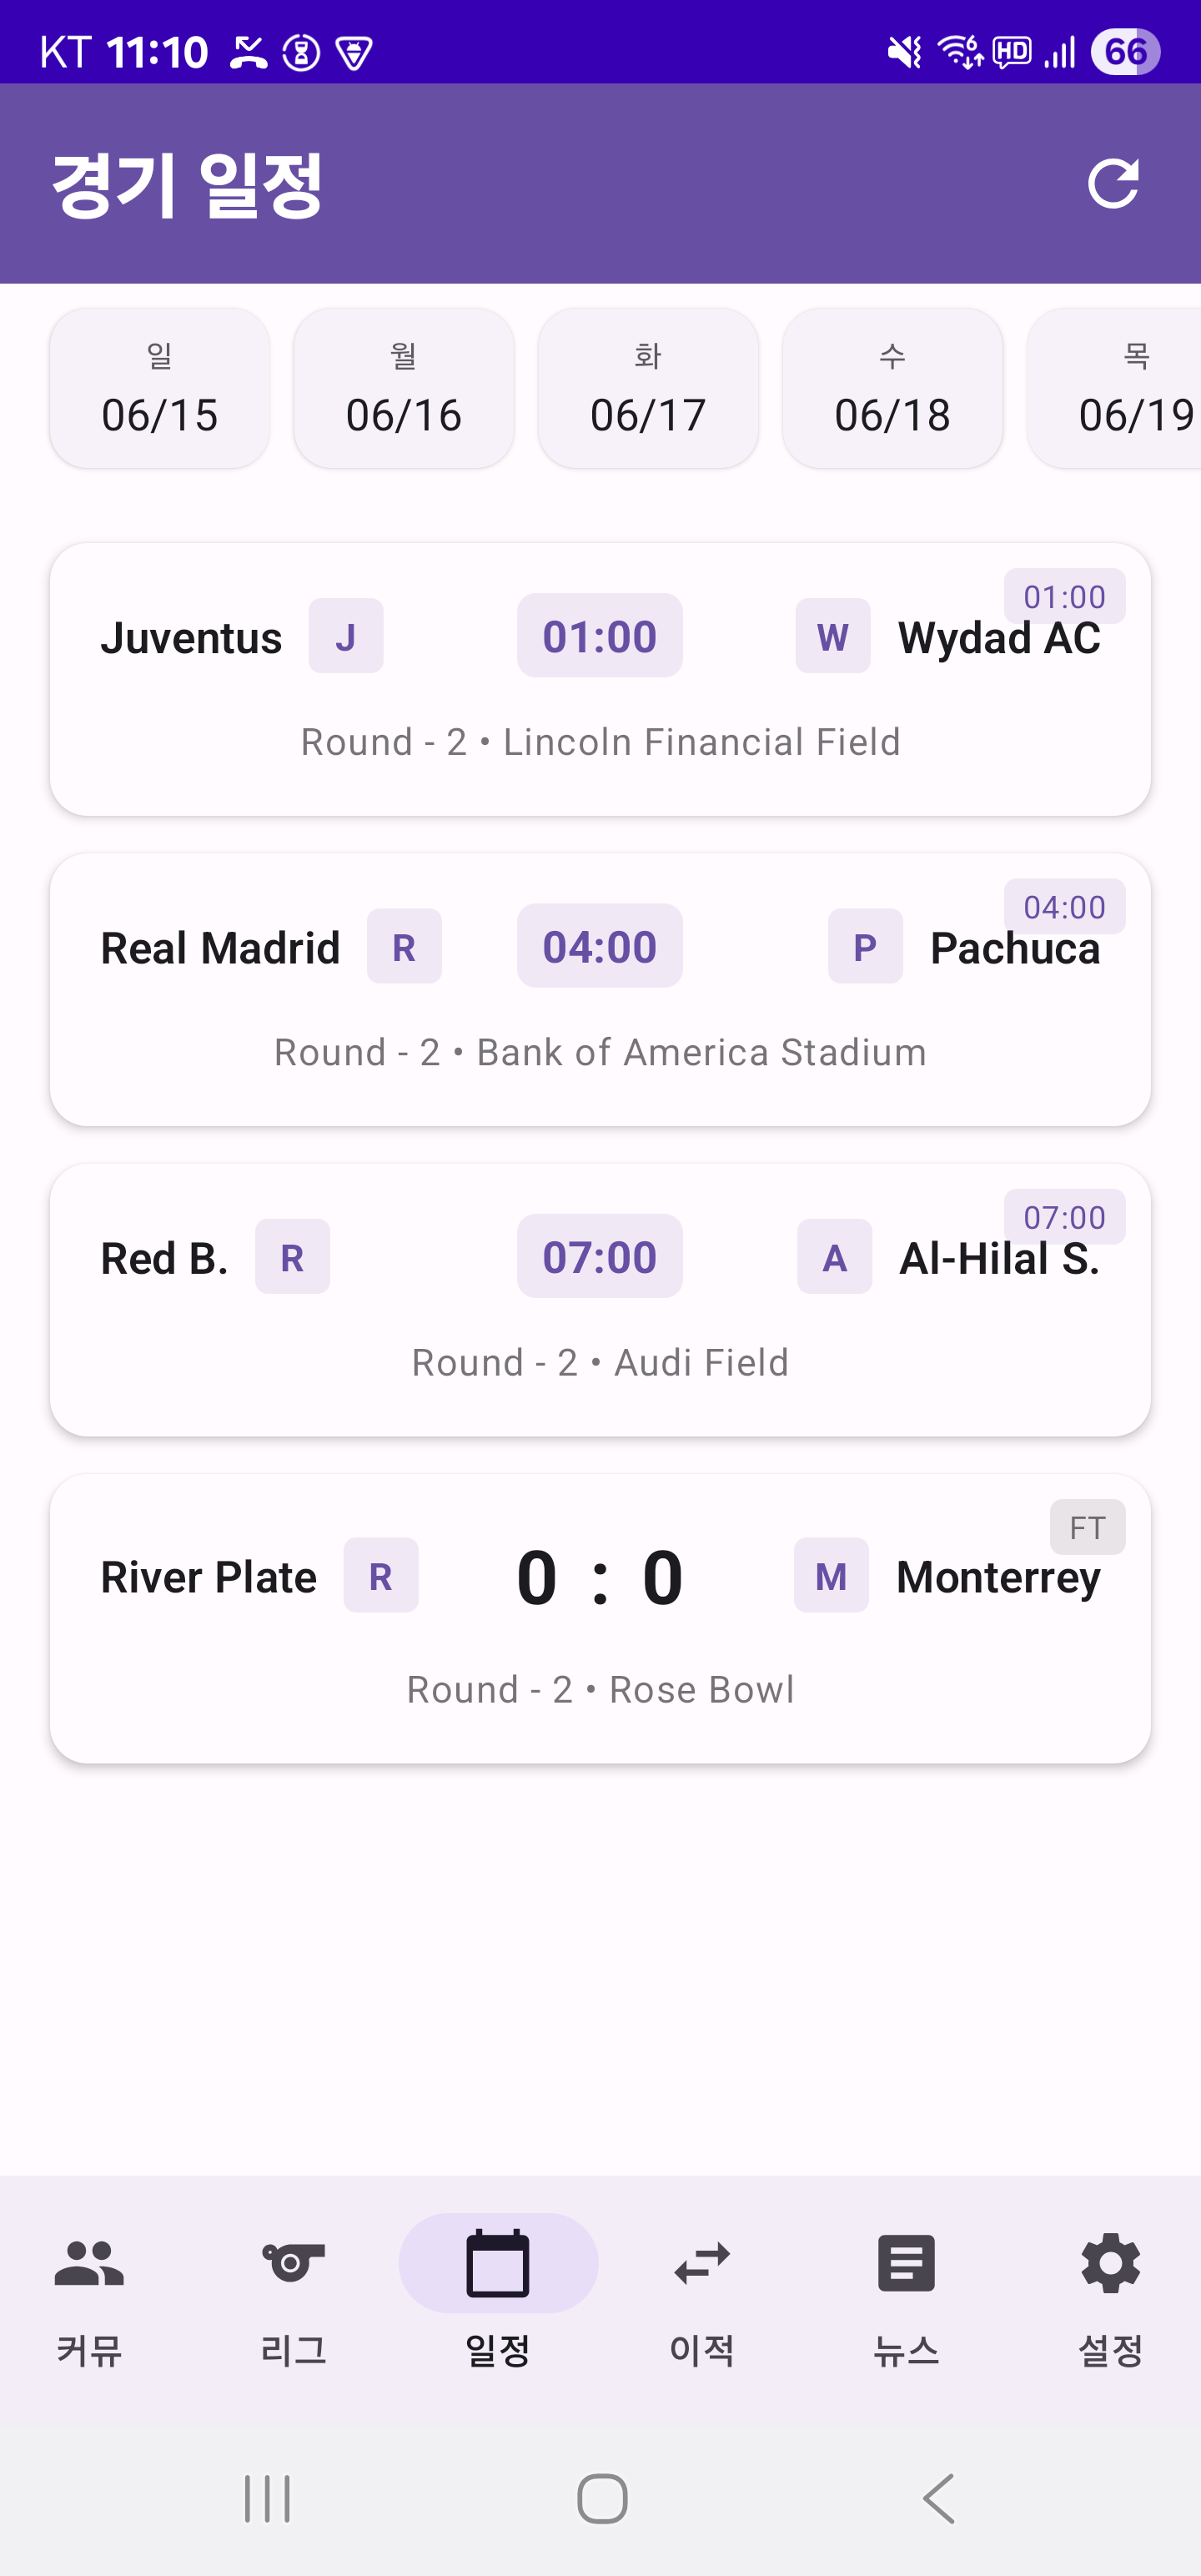 KT 11:10
6 HD 66
경기 일정
일 월 화 수 목
06/15 06/16 06/17 06/18 06/19
01:00
Juventus J 01:00 W Wydad AC
Round - 2 • Lincoln Financial Field
04:00
Real Madrid R 04:00 P Pachuca
Round - 2 • Bank of America Stadium
07:00
Red B. R 07:00 A Al-Hilal S.
Round - 2 • Audi Field
FT
River Plate R 0 : 0 M Monterrey
Round - 2 • Rose Bowl
커뮤 리그 일정 이적 뉴스 설정